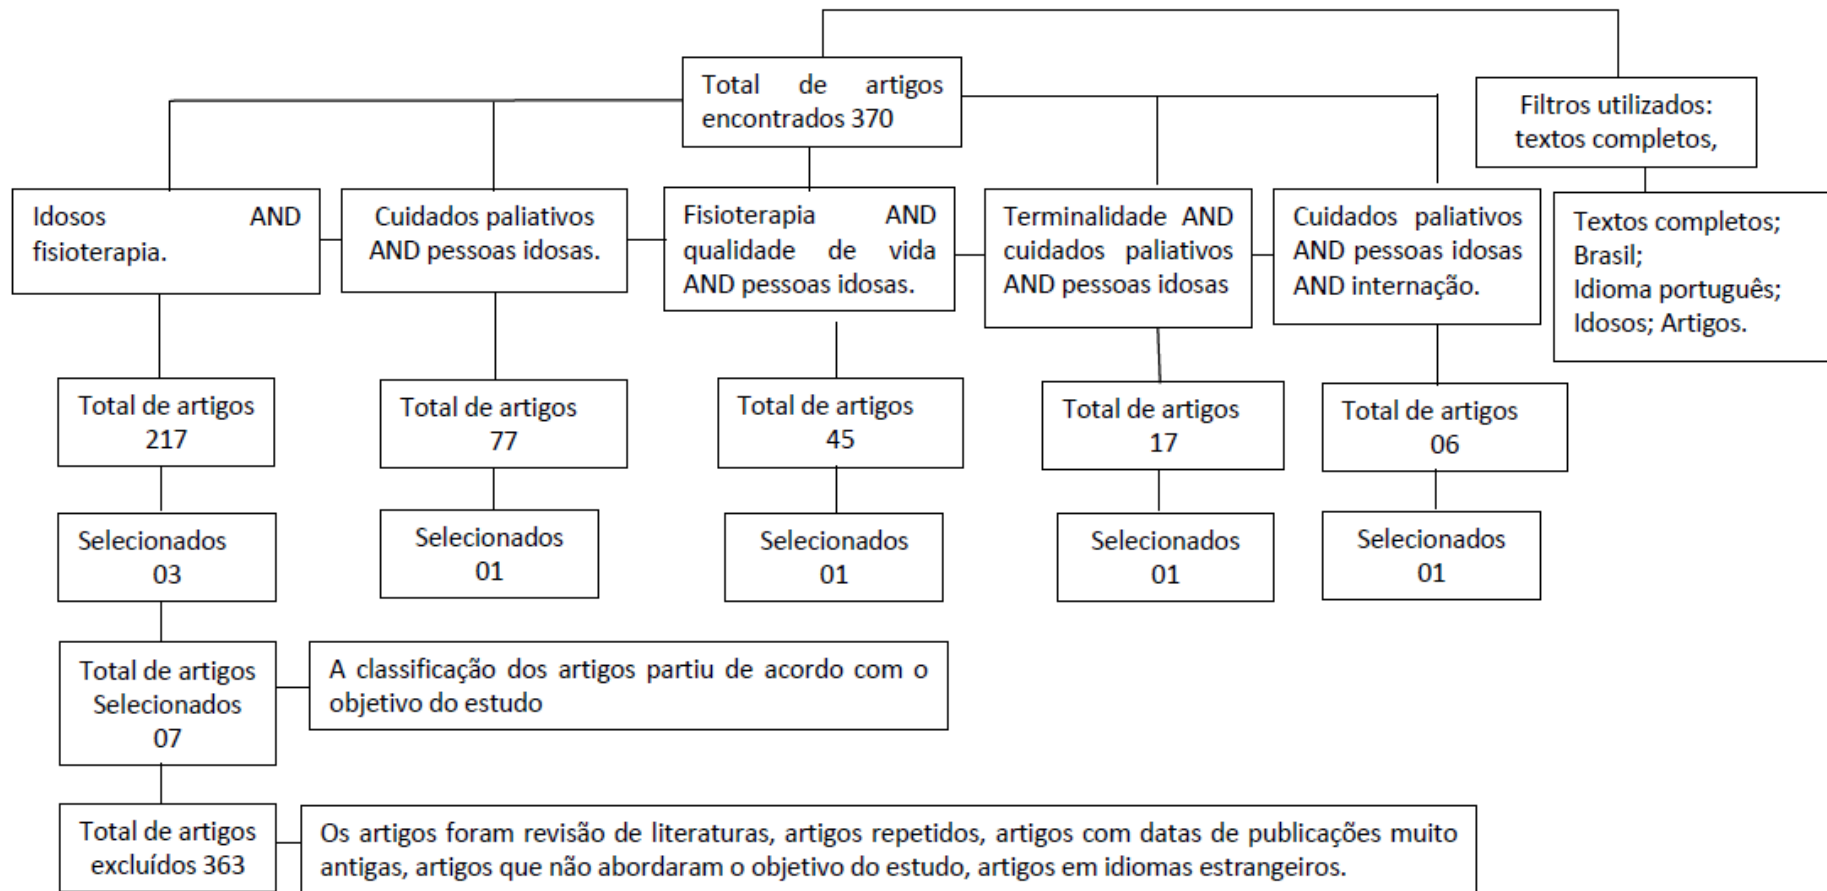 Total de artigos
encontrados 370
Filtros utilizados:
textos completos,
Textos completos;
Brasil;
Idioma português;
Idosos; Artigos.
Idosos AND
fisioterapia.
Cuidados paliativos
AND pessoas idosas.
Fisioterapia AND
qualidade de vida
AND pessoas idosas.
Terminalidade AND
cuidados paliativos
AND pessoas idosas
Cuidados paliativos
AND pessoas idosas
AND internação.
Total de artigos
217
Total de artigos
77
Total de artigos
45
Total de artigos
17
Total de artigos
06
Selecionados
03
Selecionados
01
Selecionados
01
Selecionados
01
Selecionados
01
Total de artigos
Selecionados
07
A classificação dos artigos partiu de acordo com o
objetivo do estudo
Total de artigos
excluídos 363
Os artigos foram revisão de literaturas, artigos repetidos, artigos com datas de publicações muito
antigas, artigos que não abordaram o objetivo do estudo, artigos em idiomas estrangeiros.